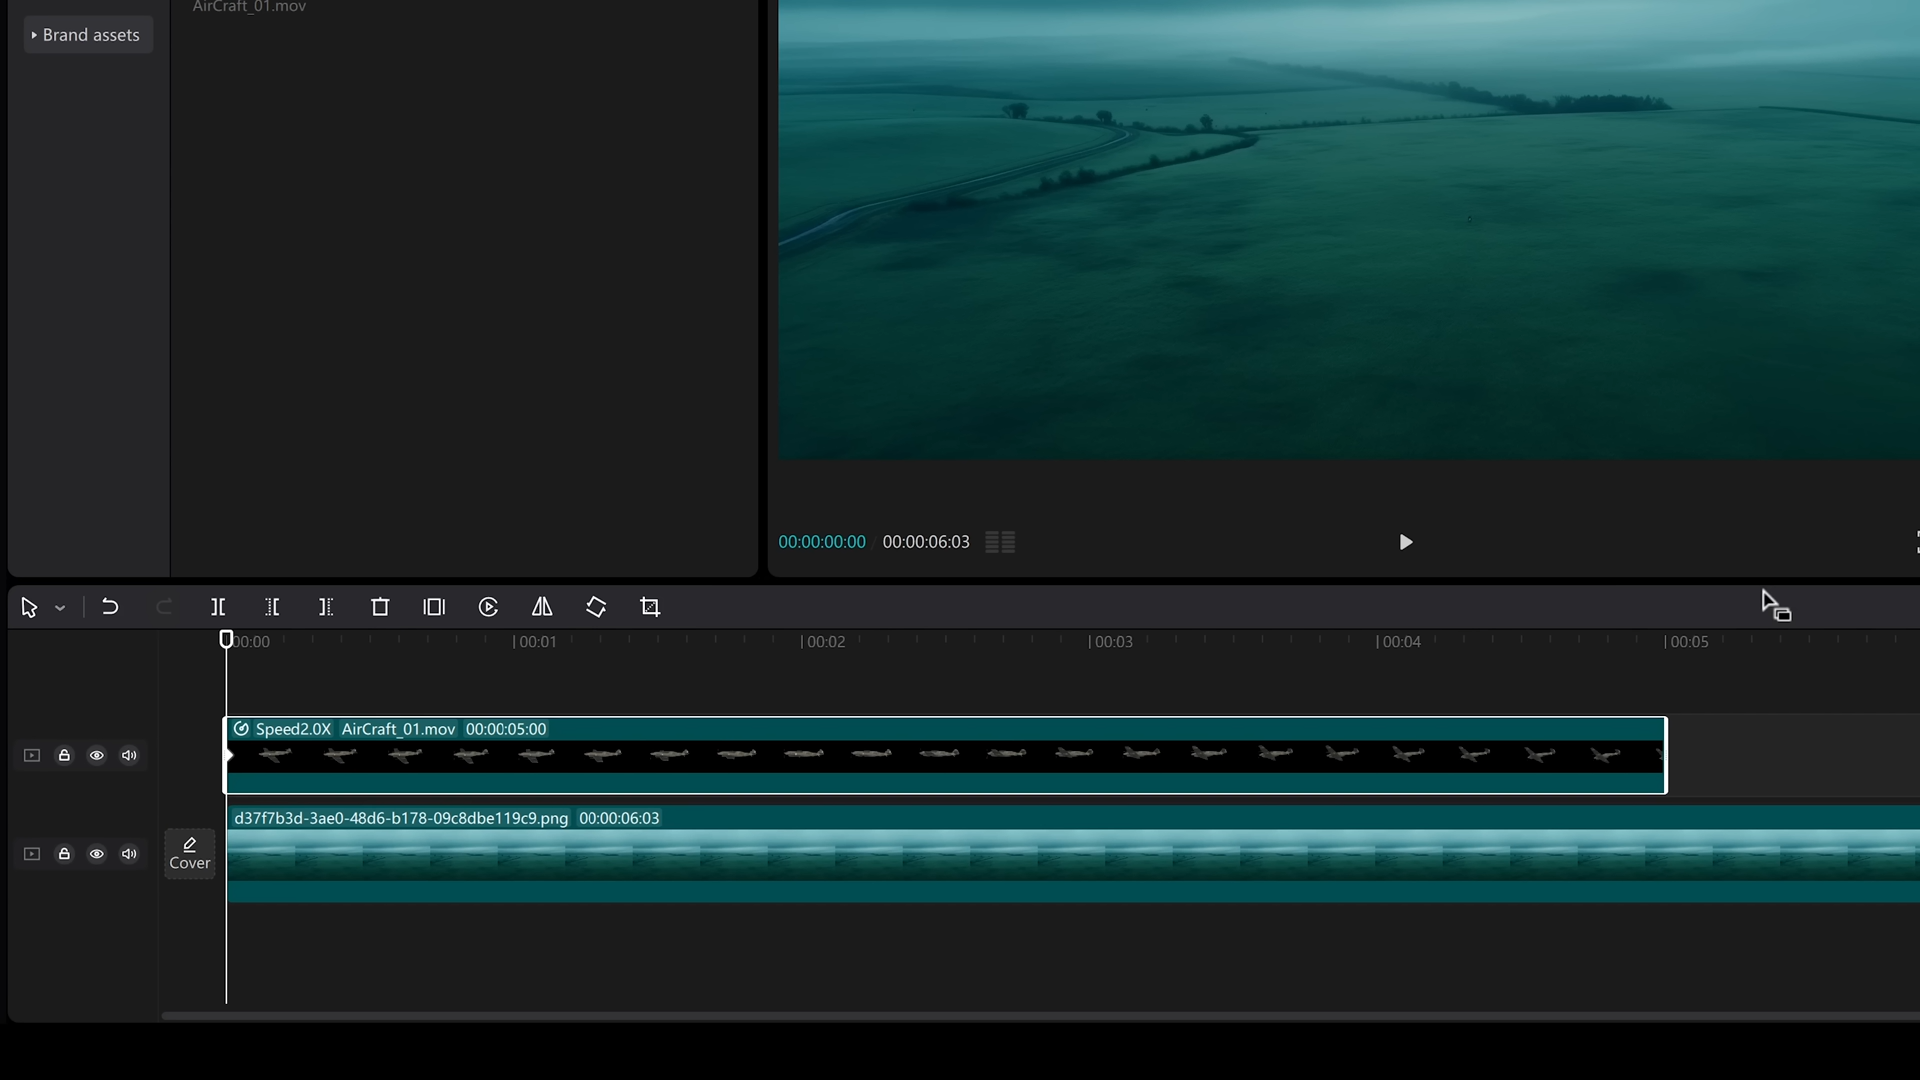 AirCraft_01.mov
Brand assets
00:00:00:00 / 00:00:06:03
00:00 00:01 00:02 00:03 00:04 00:05
Speed2.0X AirCraft_01.mov 00:00:05:00
d37f7b3d-3ae0-48d6-b178-09c8dbe119c9.png 00:00:06:03
Cover